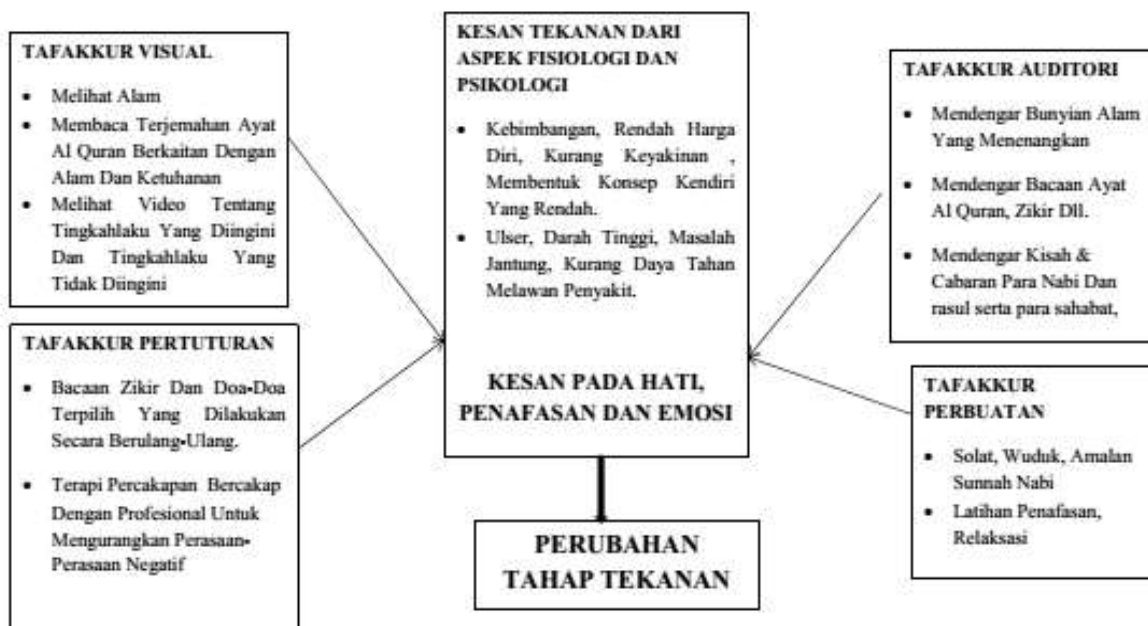 TAFAKKUR VISUAL
• Melihat Alam
• Membaca Terjemahan Ayat
Al Quran Berkaitan Dengan
Alam Dan Ketuhanan
• Melihat Video Tentang
Tingkahlaku Yang Diingini
Dan Tingkahlaku Yang
Tidak Diingini
TAFAKKUR PERTUTURAN
• Bacaan Zikir Dan Doa-Doa
Terpilih Yang Dilakukan
Secara Berulang-Ulang.
• Terapi Percakapan Bercakap
Dengan Profesional Untuk
Mengurangkan Perasaan-
Perasaan Negatif
KESAN TEKANAN DARI
ASPEK FISIOLOGI DAN
PSIKOLOGI
• Kebimbangan, Rendah Harga
Diri, Kurang Keyakinan ,
Membentuk Konsep Kendiri
Yang Rendah.
• Ulser, Darah Tinggi, Masalah
Jantung, Kurang Daya Tahan
Melawan Penyakit.
KESAN PADA HATI,
PENAFASAN DAN EMOSI
PERUBAHAN
TAHAP TEKANAN
TAFAKKUR AUDITORI
• Mendengar Bunyian Alam
Yang Menenangkan
• Mendengar Bacaan Ayat
Al Quran, Zikir Dll.
• Mendengar Kisah &
Cabaran Para Nabi Dan
rasul serta para sahabat,
TAFAKKUR
PERBUATAN
• Solat, Wuduk, Amalan
Sunnah Nabi
• Latihan Penafasan,
Relaksasi